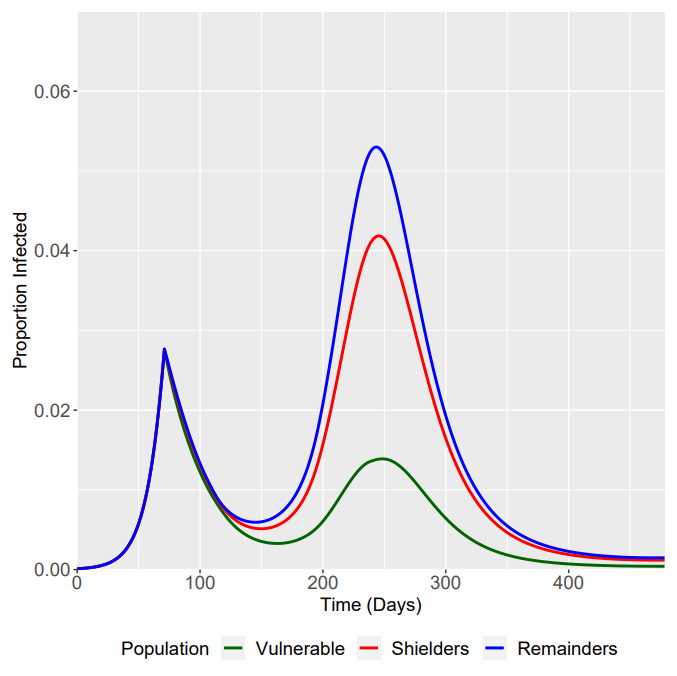 Proportion Infected
0.06
0.04
0.02
0.00
0 100 200 300 400
Time (Days)
Population Vulnerable Shielders Remainders